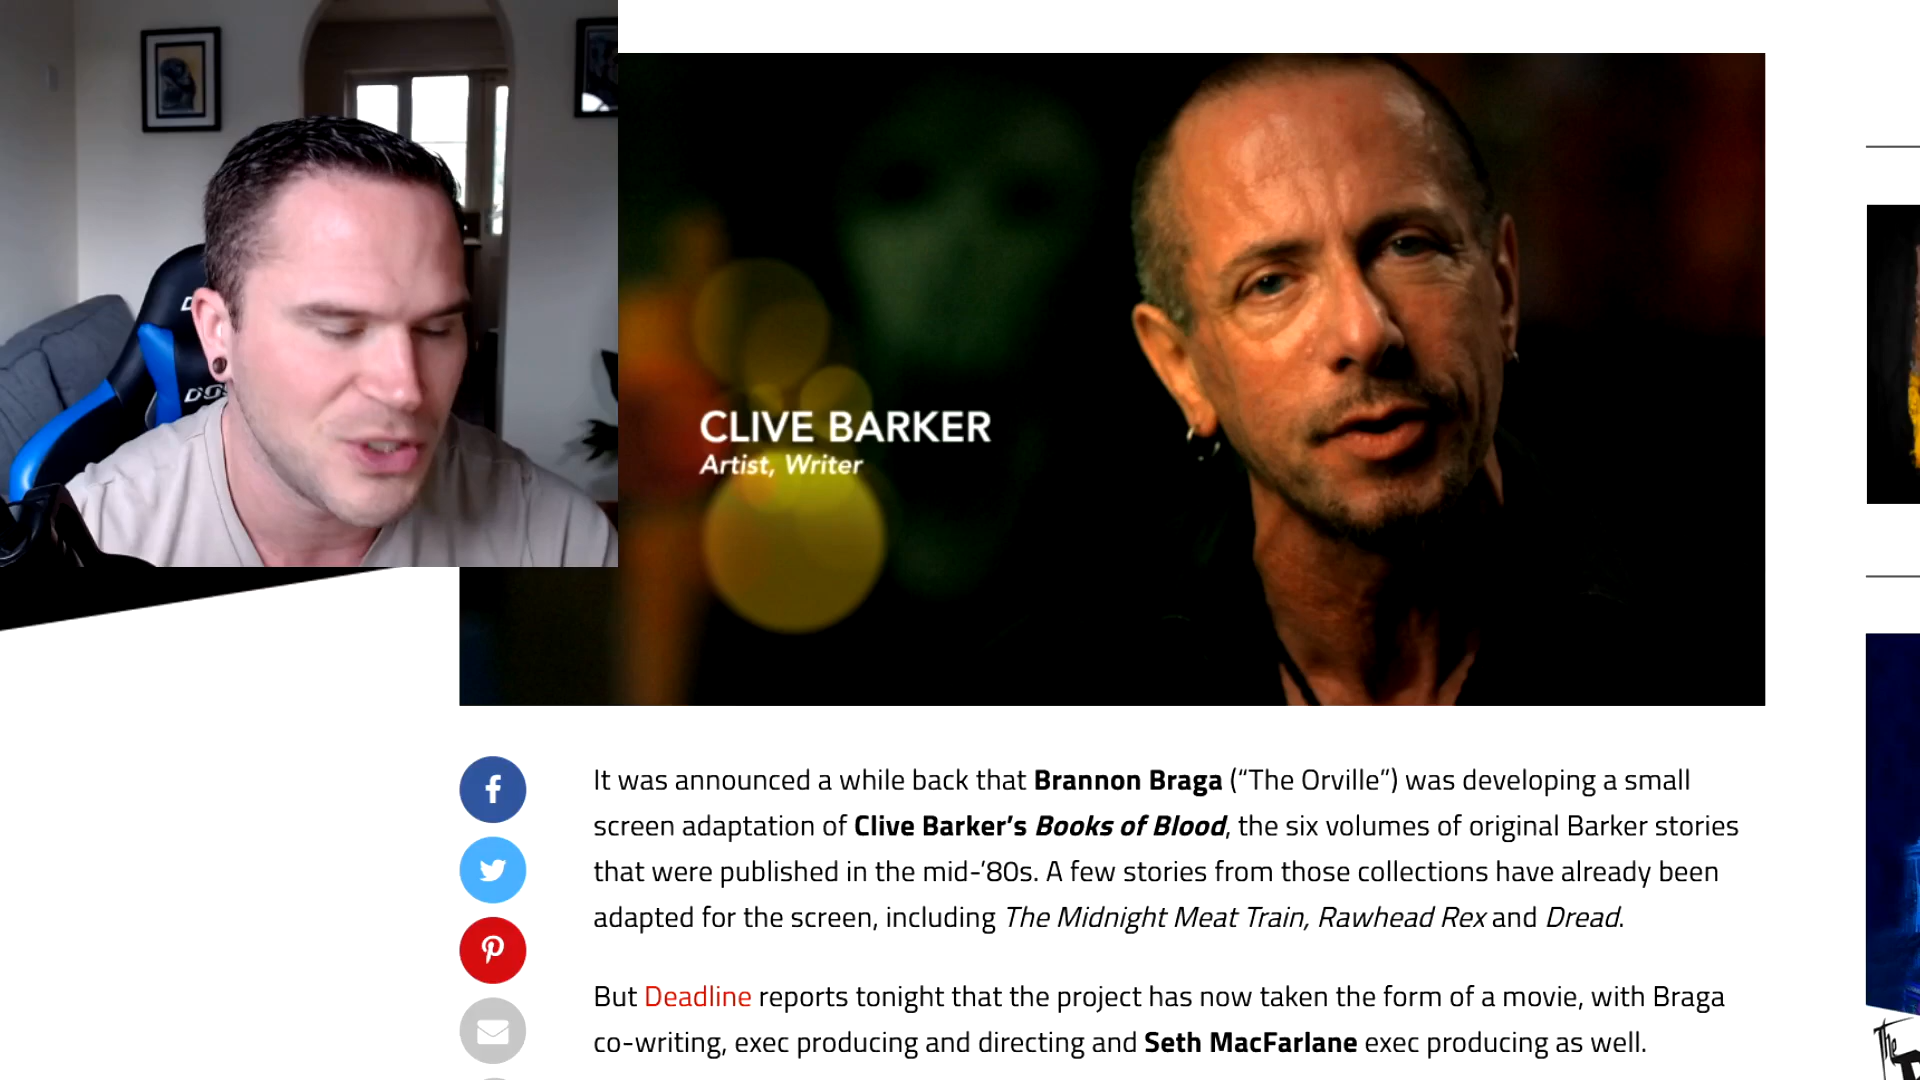 CLIVE BARKER
Artist, Writer
It was announced a while back that Brannon Braga (“The Orville”) was developing a small
screen adaptation of Clive Barker’s Books of Blood, the six volumes of original Barker stories
that were published in the mid-’80s. A few stories from those collections have already been
adapted for the screen, including The Midnight Meat Train, Rawhead Rex and Dread.
But Deadline reports tonight that the project has now taken the form of a movie, with Braga
co-writing, exec producing and directing and Seth MacFarlane exec producing as well.
The